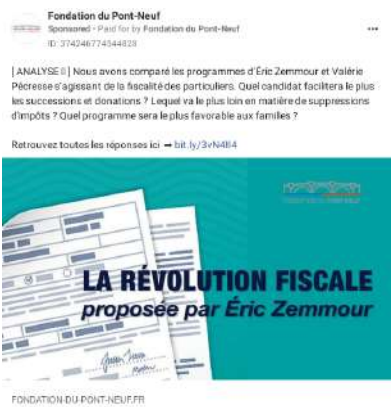 Fondation du Pont-Neuf
Sponsored · Paid for by Fondation du Pont-Neuf
ID: 374246774544828
[ANALYSE🔎] Nous avons comparé les programmes d'Éric Zemmour et Valérie
Pécresse s'agissant de la fiscalité des particuliers. Quel candidat facilitera le plus
les successions et donations ? Lequel va le plus loin en matière de suppressions
d'impôts ? Quel programme sera le plus favorable aux familles ?
Retrouvez toutes les réponses ici ➡ bit.ly/3vN4B4
LA RÉVOLUTION FISCALE
proposée par Éric Zemmour
FONDATION-DU-PONT-NEUF.FR